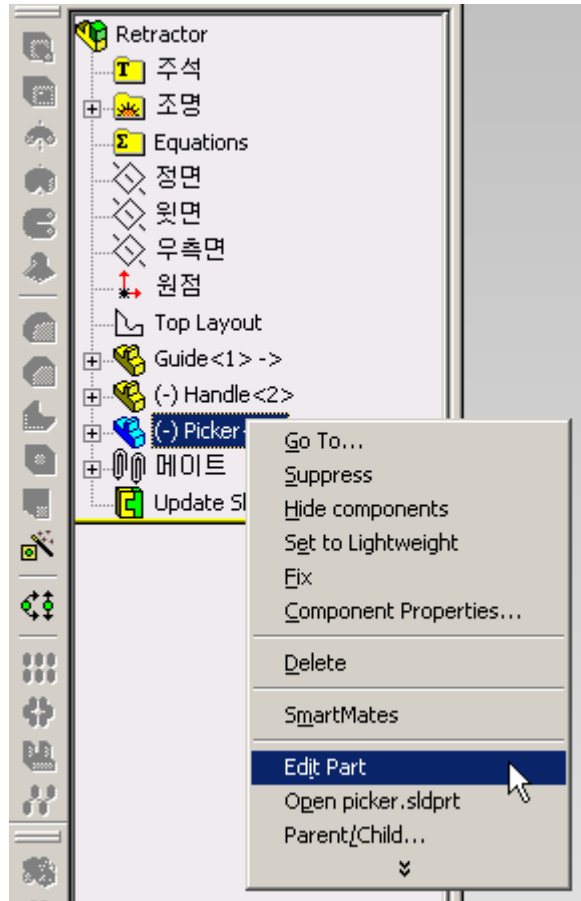 Retractor
주석
조명
Equations
정면
윗면
우측면
원점
Top Layout
Guide<1> ->
(-) Handle<2>
(-) Picker
메이트
Update Sl
Go To...
Suppress
Hide components
Set to Lightweight
Fix
Component Properties...
Delete
SmartMates
Edit Part
Open picker.sldprt
Parent/Child...